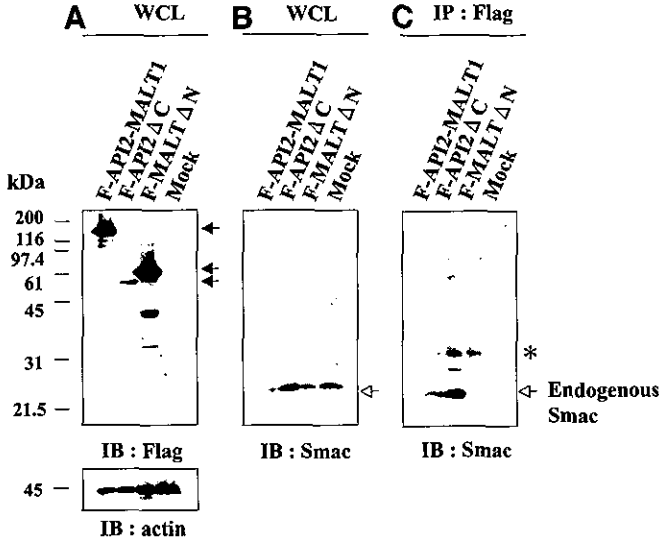 A WCL
F-API2-MALT1
F-API2ΔC
F-MALTΔN
Mock
kDa
200
116
97.4
61
45
31
21.5
IB : Flag
45
IB : actin
B WCL
F-API2-MALT1
F-API2ΔC
F-MALTΔN
Mock
IB : Smac
C IP : Flag
F-API2-MALT1
F-API2ΔC
F-MALTΔN
Mock
*
Endogenous
Smac
IB : Smac